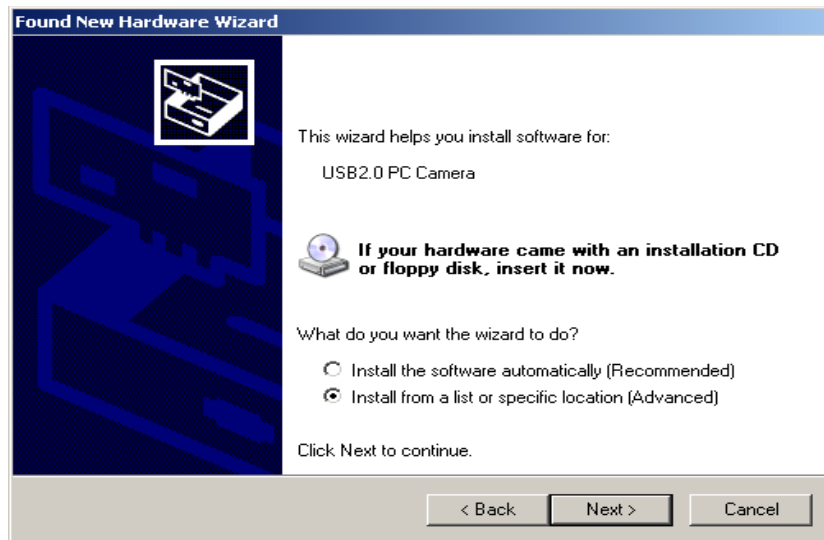 Found New Hardware Wizard
This wizard helps you install software for:
USB2.0 PC Camera
If your hardware came with an installation CD
or floppy disk, insert it now.
What do you want the wizard to do?
Install the software automatically (Recommended)
Install from a list or specific location (Advanced)
Click Next to continue.
< Back Next > Cancel